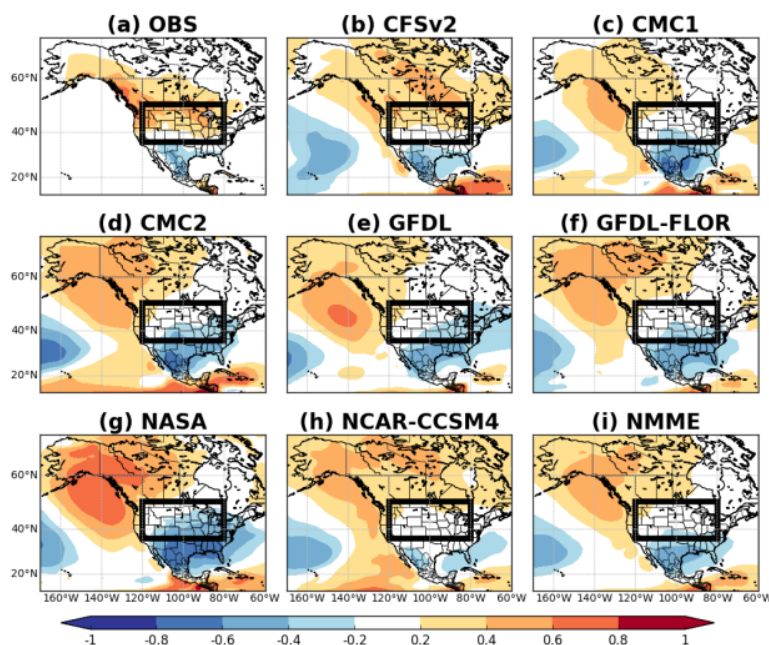 (a) OBS (b) CFSv2 (c) CMC1
60°N
40°N
20°N
(d) CMC2 (e) GFDL (f) GFDL-FLOR
60°N
40°N
20°N
(g) NASA (h) NCAR-CCSM4 (i) NMME
60°N
40°N
20°N
160°W 140°W 120°W 100°W 80°W 60°W 160°W 140°W 120°W 100°W 80°W 60°W 160°W 140°W 120°W 100°W 80°W 60°W
-1 -0.8 -0.6 -0.4 -0.2 0.2 0.4 0.6 0.8 1